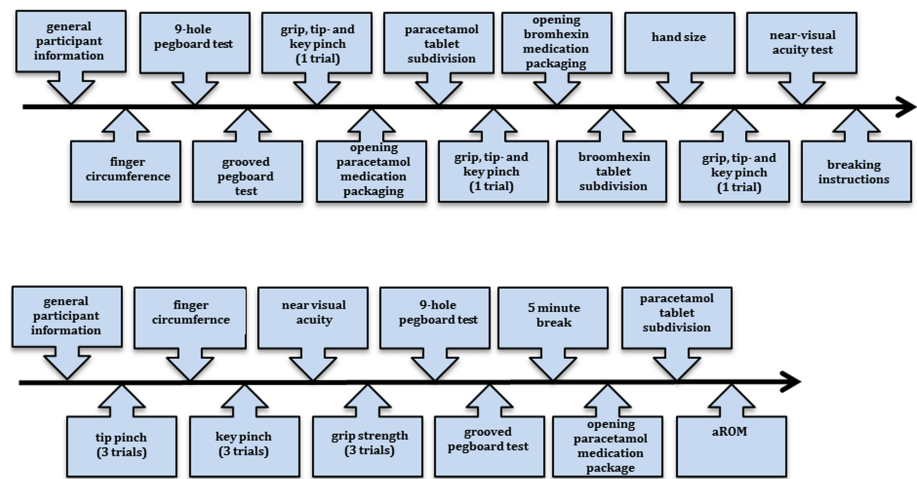 general
participant
information
9-hole
pegboard test
grip, tip- and
key pinch
(1 trial)
paracetamol
tablet
subdivision
opening
bromhexin
medication
packaging
hand size
near-visual
acuity test
finger
circumference
grooved
pegboard
test
opening
paracetamol
medication
packaging
grip, tip- and
key pinch
(1 trial)
broomhexin
tablet
subdivision
grip, tip- and
key pinch
(1 trial)
breaking
instructions
general
participant
information
finger
circumfernce
near visual
acuity
9-hole
pegboard test
5 minute
break
paracetamol
tablet
subdivision
tip pinch
(3 trials)
key pinch
(3 trials)
grip strength
(3 trials)
grooved
pegboard test
opening
paracetamol
medication
package
aROM